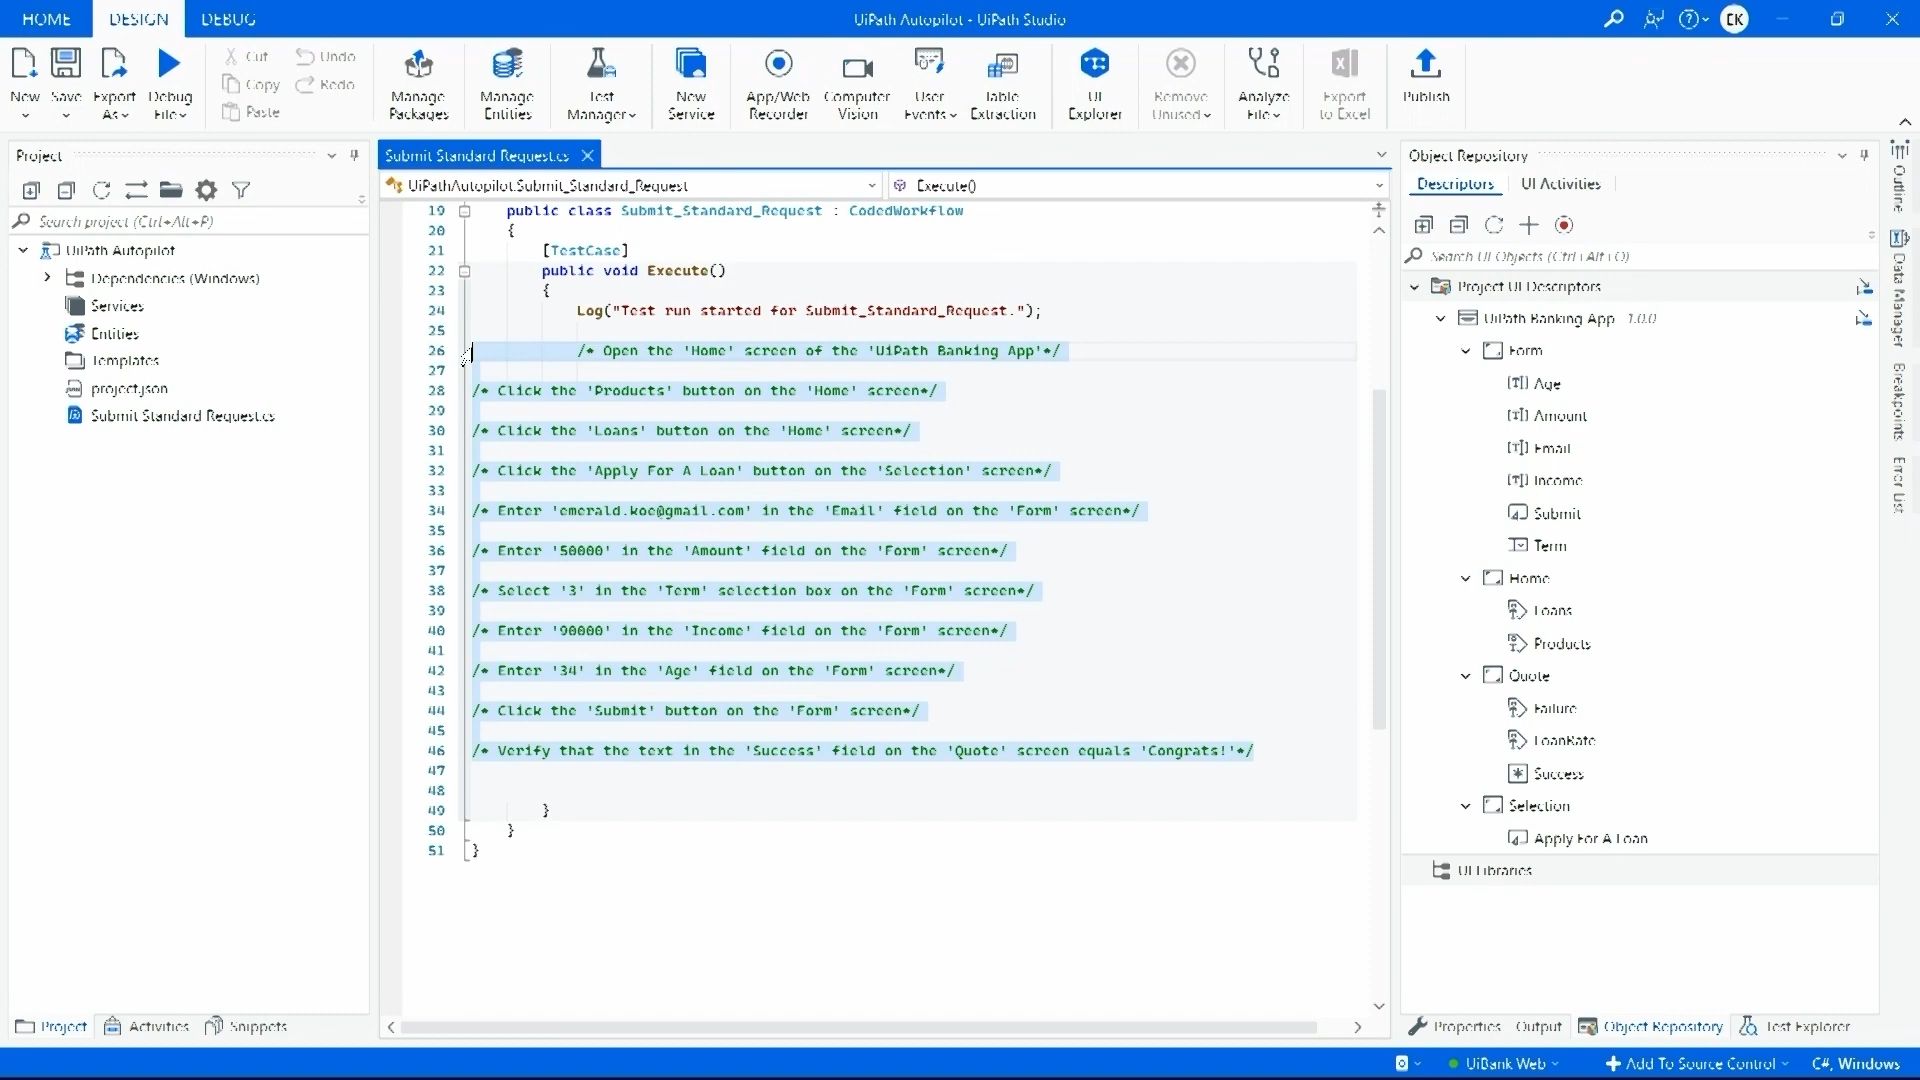 HOME DESIGN DEBUG
UiPath Autopilot - UiPath Studio
CK
New
Save
Export As
Debug File
Cut
Copy
Paste
Undo
Redo
Manage Packages
Manage Entities
Test Manager
New Service
App/Web Recorder
Computer Vision
User Events
Table Extraction
UI Explorer
Remove Unused
Analyze File
Export to Excel
Publish
Project
Search project (Ctrl+Alt+P)
UiPath Autopilot
Dependencies (Windows)
Services
Entities
Templates
project.json
Submit Standard Request.cs
Project
Activities
Snippets
Submit Standard Request.cs
UiPathAutopilot.Submit_Standard_Request
Execute()
19 public class Submit_Standard_Request : CodedWorkflow
20 {
21 [TestCase]
22 public void Execute()
23 {
24 Log("Test run started for Submit_Standard_Request.");
25
26 /* Open the 'Home' screen of the 'UiPath Banking App'*/
27
28 /* Click the 'Products' button on the 'Home' screen*/
29
30 /* Click the 'Loans' button on the 'Home' screen*/
31
32 /* Click the 'Apply For A Loan' button on the 'Selection' screen*/
33
34 /* Enter 'emerald.koe@gmail.com' in the 'Email' field on the 'Form' screen*/
35
36 /* Enter '50000' in the 'Amount' field on the 'Form' screen*/
37
38 /* Select '3' in the 'Term' selection box on the 'Form' screen*/
39
40 /* Enter '90000' in the 'Income' field on the 'Form' screen*/
41
42 /* Enter '34' in the 'Age' field on the 'Form' screen*/
43
44 /* Click the 'Submit' button on the 'Form' screen*/
45
46 /* Verify that the text in the 'Success' field on the 'Quote' screen equals 'Congrats!'*/
47
48
49 }
50 }
51 }
Object Repository
Descriptors
UI Activities
Search UI Objects (Ctrl+Alt+O)
Project UI Descriptors
UiPath Banking App 1.0.0
Form
Age
Amount
Email
Income
Submit
Term
Home
Loans
Products
Quote
Failure
LoanRate
Success
Selection
Apply For A Loan
UI Libraries
Properties
Output
Object Repository
Test Explorer
Outline
Data Manager
Breakpoints
Error List
UiBank Web
Add To Source Control
C#, Windows